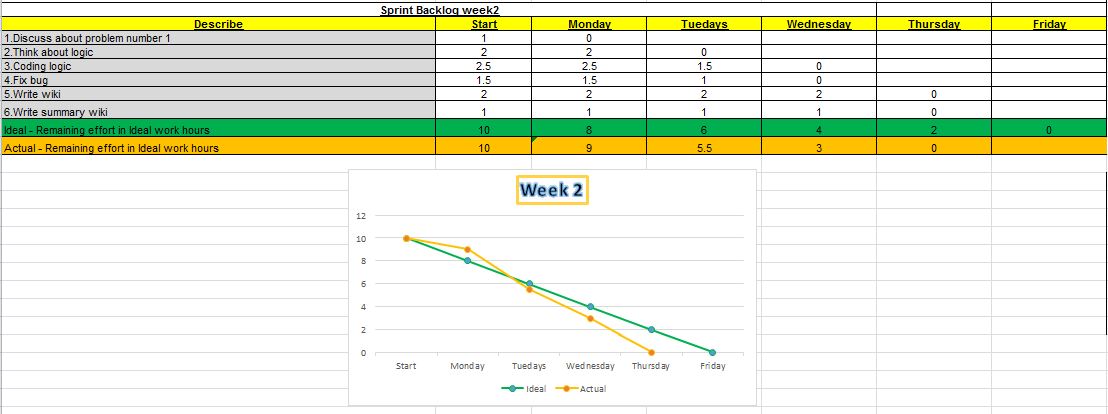 Sprint Backlog week2
Describe Start Monday Tuedays Wednesday Thursday Friday
1.Discuss about problem number 1 1 0
2.Think about logic 2 2 0
3.Coding logic 2.5 2.5 1.5 0
4.Fix bug 1.5 1.5 1 0
5.Write wiki 2 2 2 2 0
6.Write summary wiki 1 1 1 1 0
Ideal - Remaining effort in Ideal work hours 10 8 6 4 2 0
Actual - Remaining effort in Ideal work hours 10 9 5.5 3 0
Week 2
12
10
8
6
4
2
0
Start Monday Tuedays Wednesday Thursday Friday
Ideal Actual